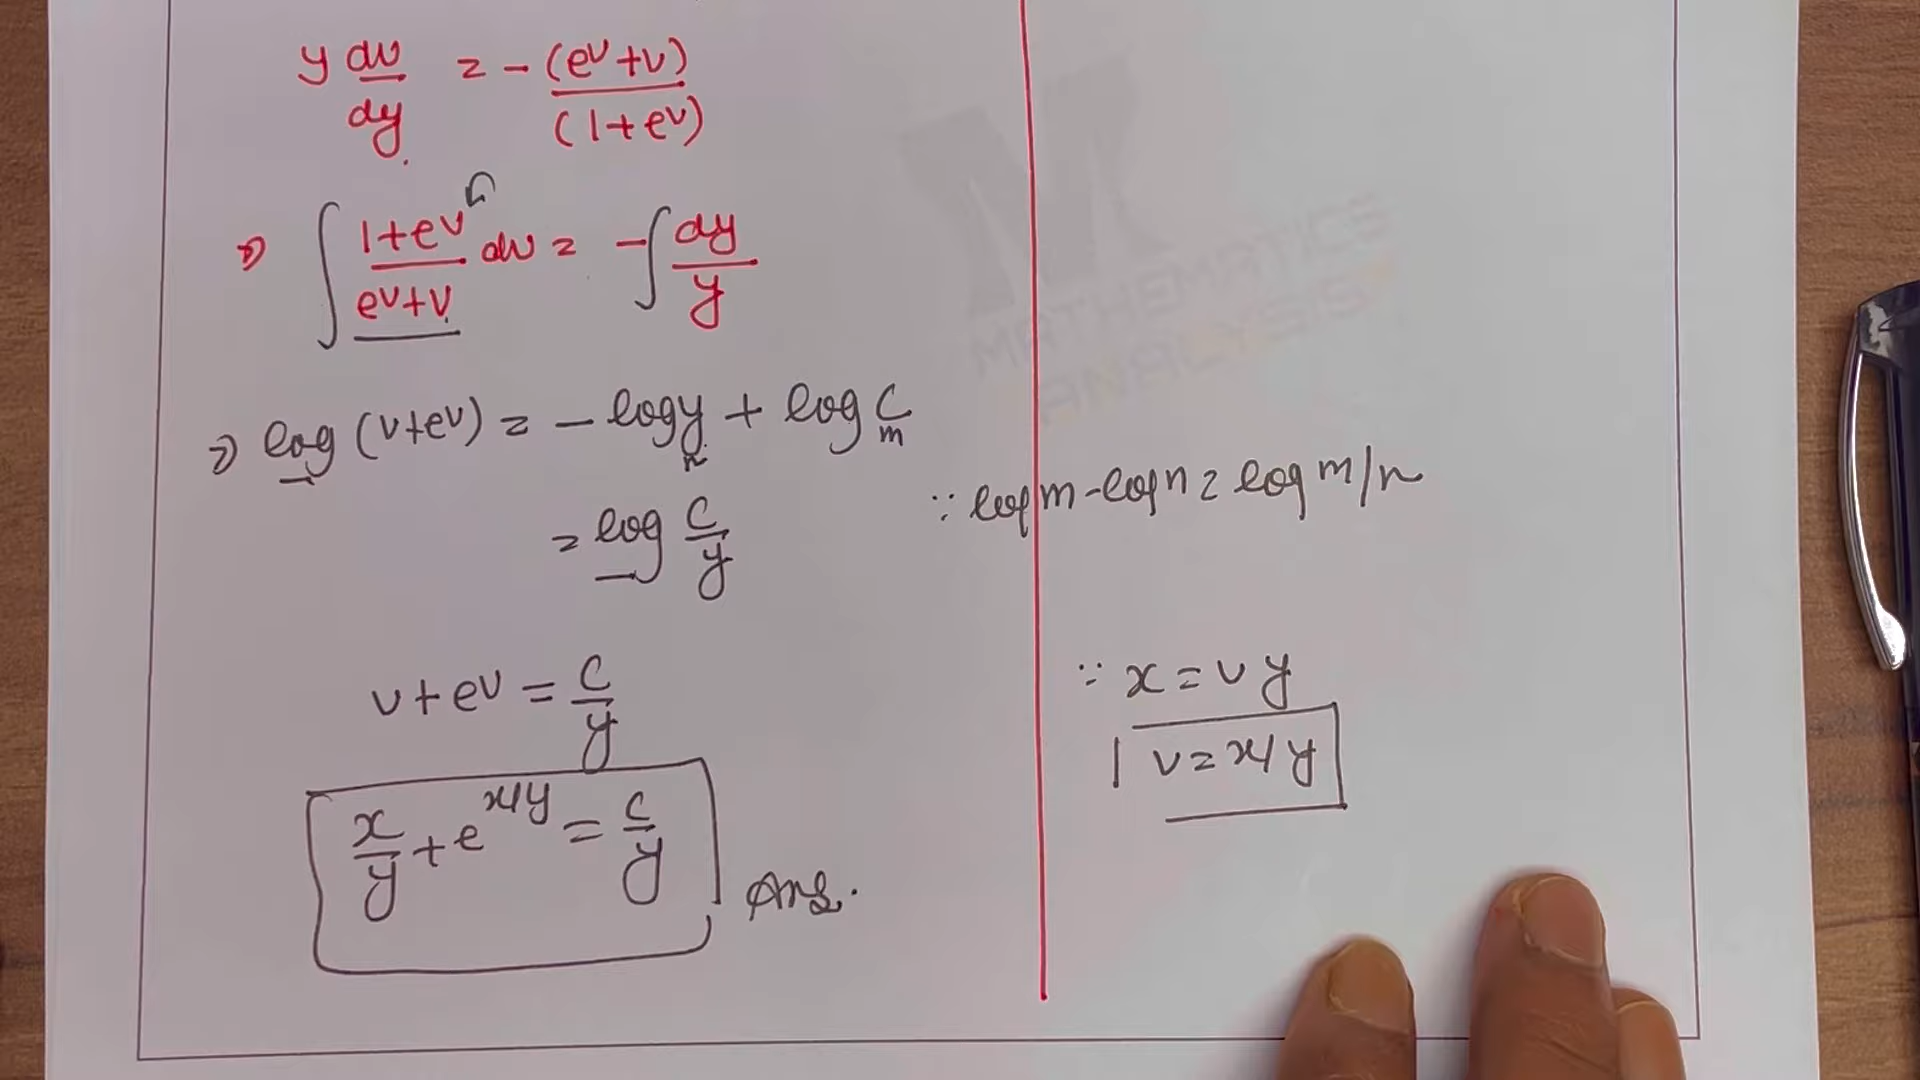 y dv/dy = -(e^v+v)/(1+e^v)
⇒ ∫ (1+e^v)/(e^v+v) dv = -∫ dy/y
⇒ log (v+e^v) = - log y + log c
n m
= log c/y
∵ log m - log n = log m/n
v + e^v = c/y
∵ x = v y
v = x/y
x/y + e^x/y = c/y
Ans.